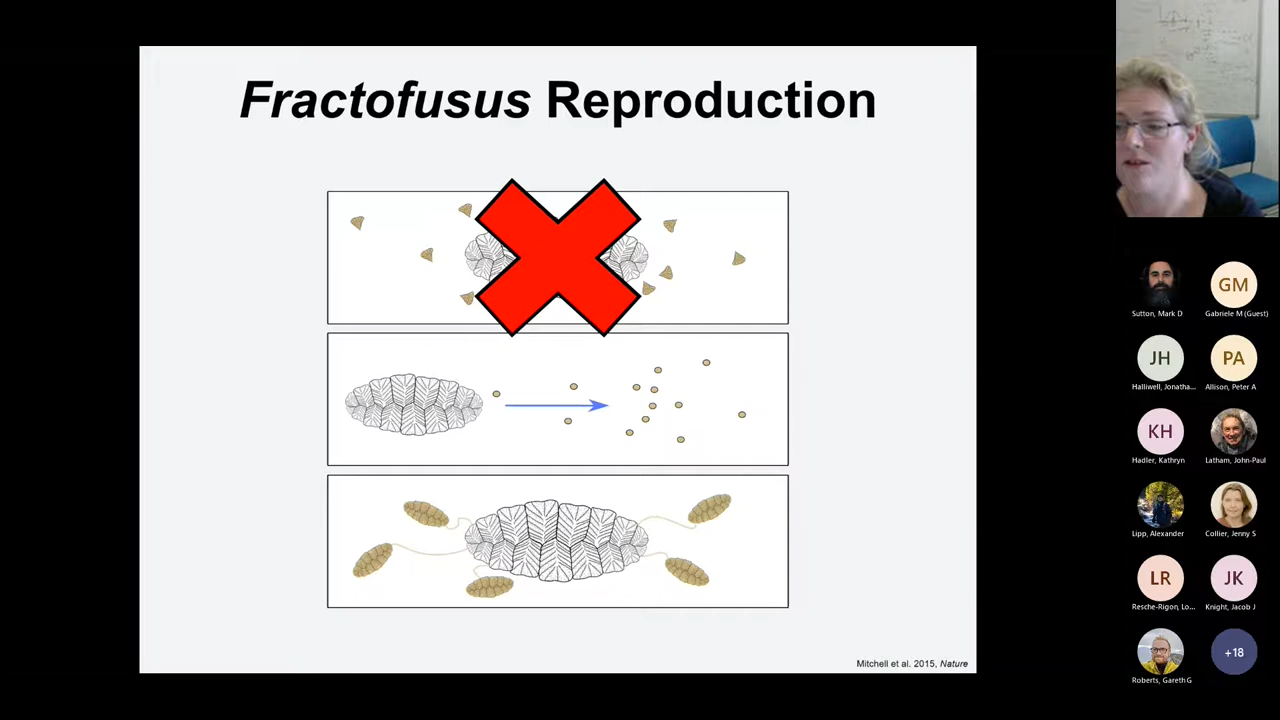 Fractofusus Reproduction
Mitchell et al. 2015, Nature
Sutton, Mark D
GM
Gabriele M (Guest)
JH
Halliwell, Jonatha...
PA
Allison, Peter A
KH
Hadler, Kathryn
Latham, John-Paul
Lipp, Alexander
Collier, Jenny S
LR
Resche-Rigon, Lo...
JK
Knight, Jacob J
Roberts, Gareth G
+18